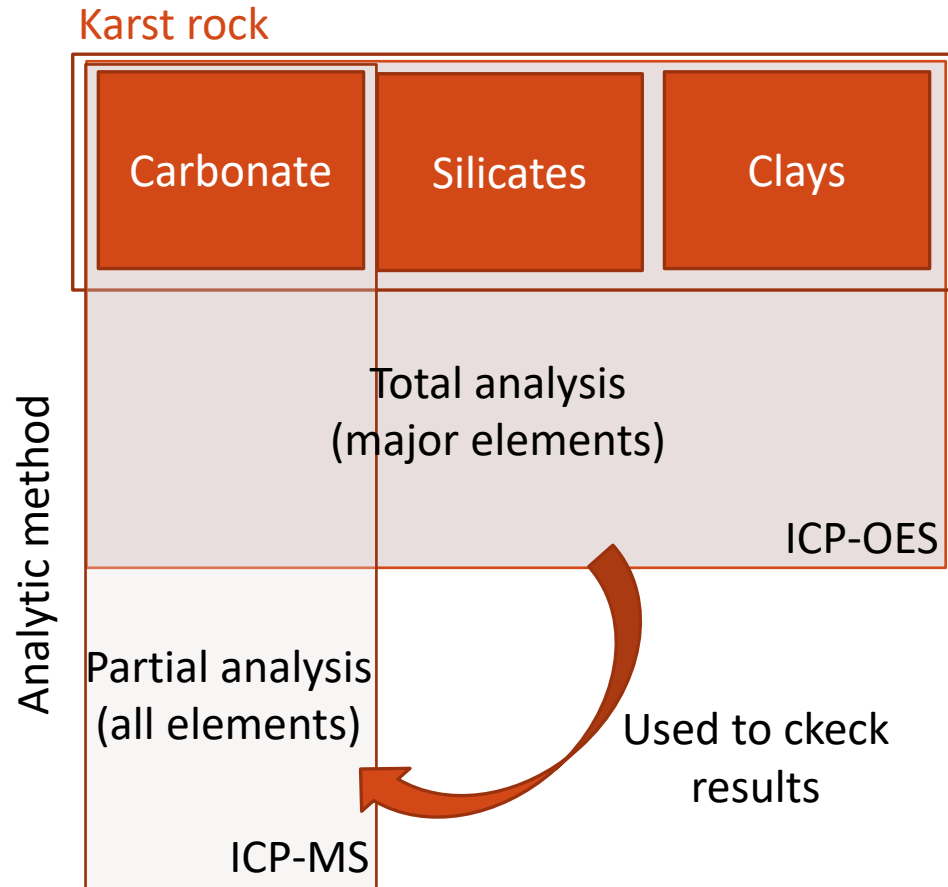 Karst rock
Carbonate
Silicates
Clays
Total analysis
(major elements)
ICP-OES
Analytic method
Partial analysis
(all elements)
Used to ckeck
results
ICP-MS